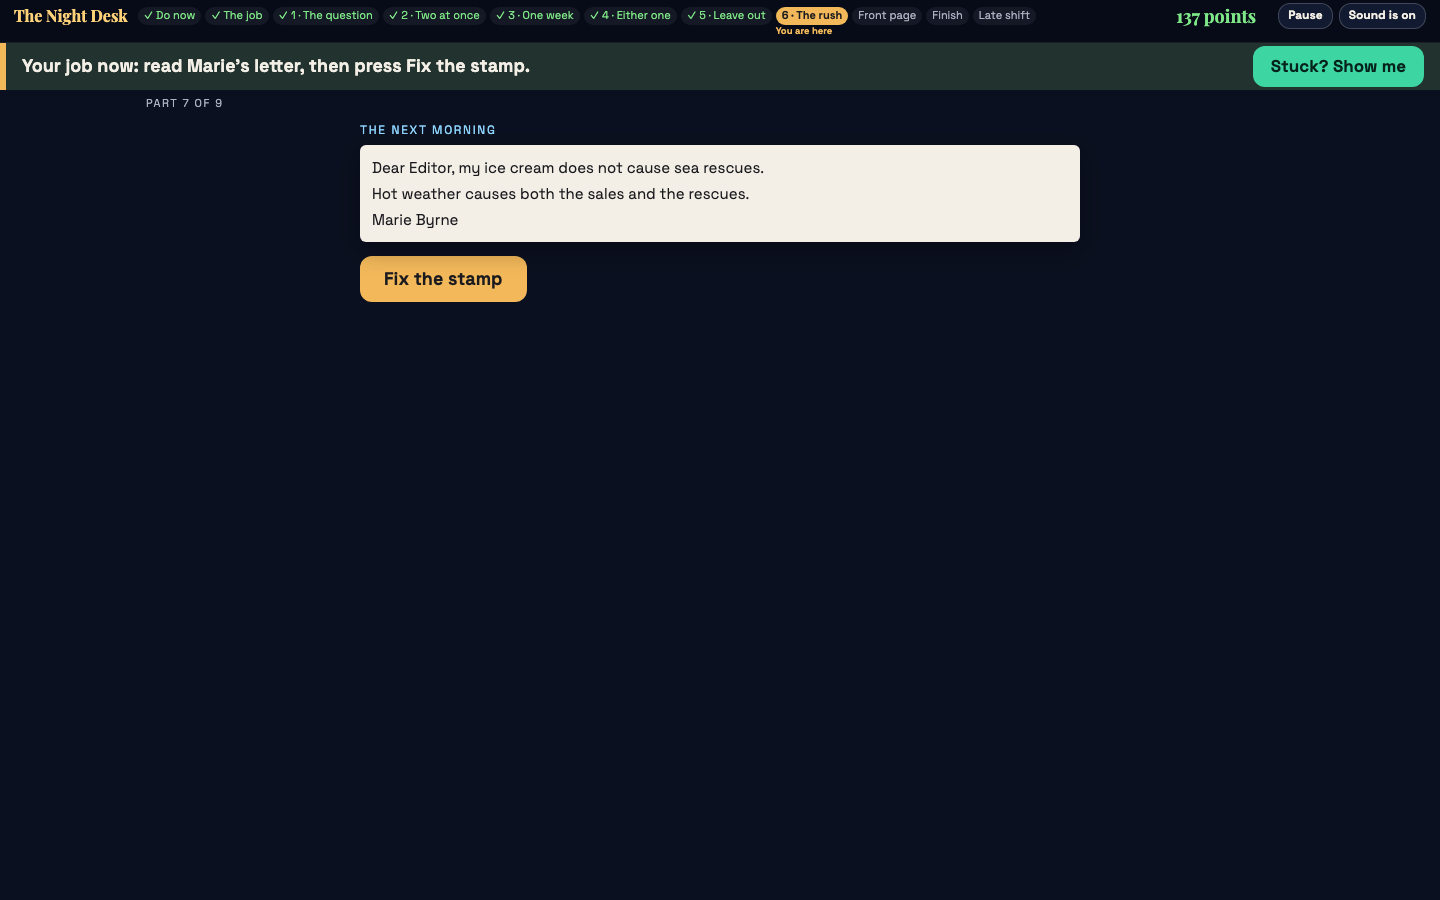 The Night Desk
✓ Do now
✓ The job
✓ 1 · The question
✓ 2 · Two at once
✓ 3 · One week
✓ 4 · Either one
✓ 5 · Leave out
6 · The rush
Front page
Finish
Late shift
You are here
137 points
Pause
Sound is on
Your job now: read Marie's letter, then press Fix the stamp.
Stuck? Show me
PART 7 OF 9
THE NEXT MORNING
Dear Editor, my ice cream does not cause sea rescues.
Hot weather causes both the sales and the rescues.
Marie Byrne
Fix the stamp